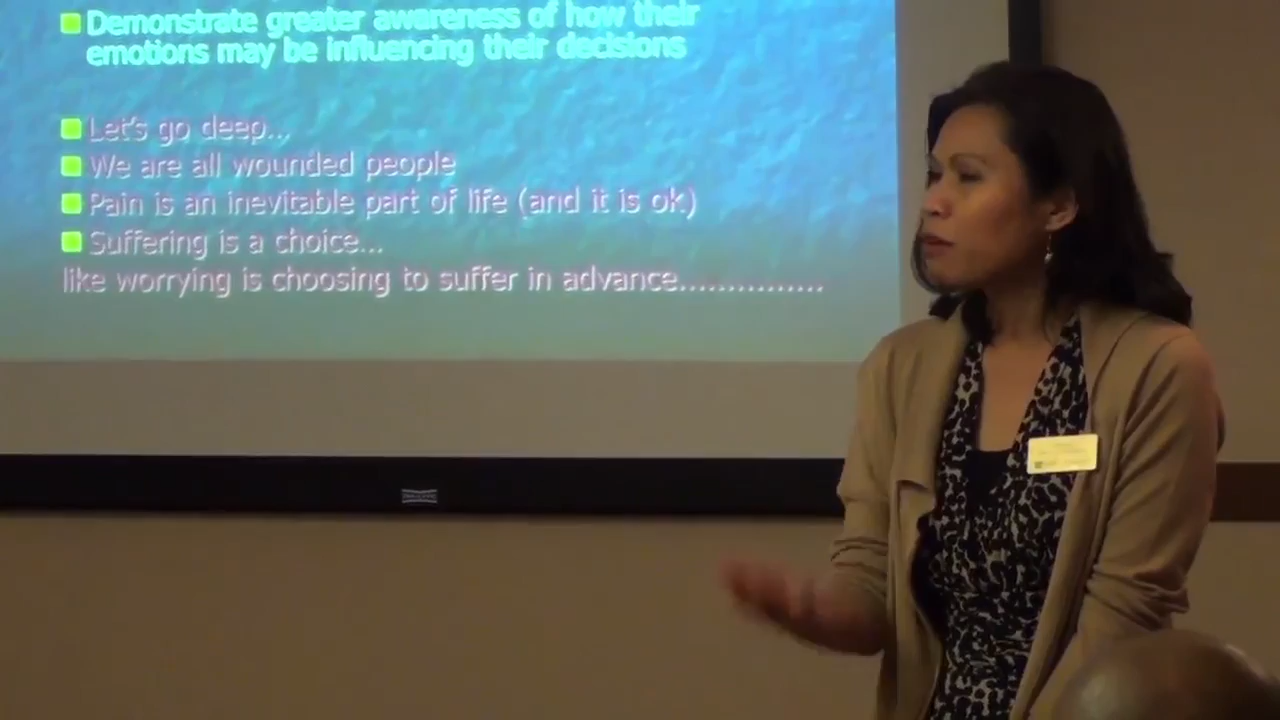 Demonstrate greater awareness of how their
emotions may be influencing their decisions
Let's go deep...
We are all wounded people
Pain is an inevitable part of life (and it is ok)
Suffering is a choice...
like worrying is choosing to suffer in advance...............